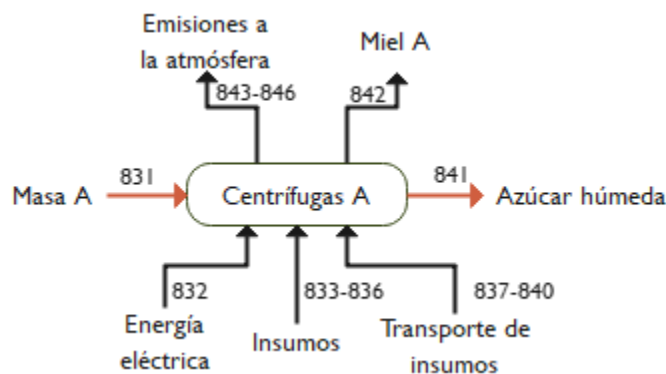 Emisiones a
la atmósfera
Miel A
843-846
842
831
841
Masa A
Centrífugas A
Azúcar húmeda
832
833-836
837-840
Energía
eléctrica
Insumos
Transporte de
insumos